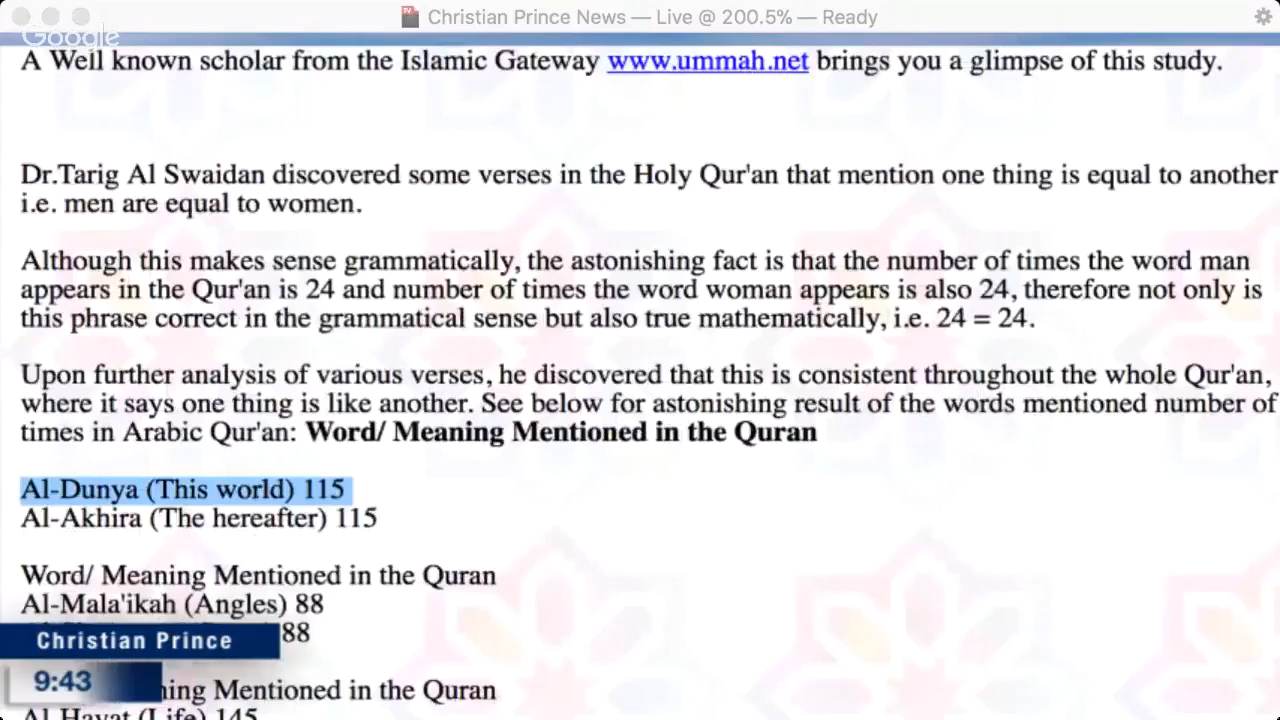 Christian Prince News — Live @ 200.5% — Ready
Google
A Well known scholar from the Islamic Gateway www.ummah.net brings you a glimpse of this study.
Dr.Tarig Al Swaidan discovered some verses in the Holy Qur'an that mention one thing is equal to another
i.e. men are equal to women.
Although this makes sense grammatically, the astonishing fact is that the number of times the word man
appears in the Qur'an is 24 and number of times the word woman appears is also 24, therefore not only is
this phrase correct in the grammatical sense but also true mathematically, i.e. 24 = 24.
Upon further analysis of various verses, he discovered that this is consistent throughout the whole Qur'an,
where it says one thing is like another. See below for astonishing result of the words mentioned number of
times in Arabic Qur'an: Word/ Meaning Mentioned in the Quran
Al-Dunya (This world) 115
Al-Akhira (The hereafter) 115
Word/ Meaning Mentioned in the Quran
Al-Mala'ikah (Angles) 88
88
Christian Prince
9:43
Mentioned in the Quran
Al-Hayat (Life) 145